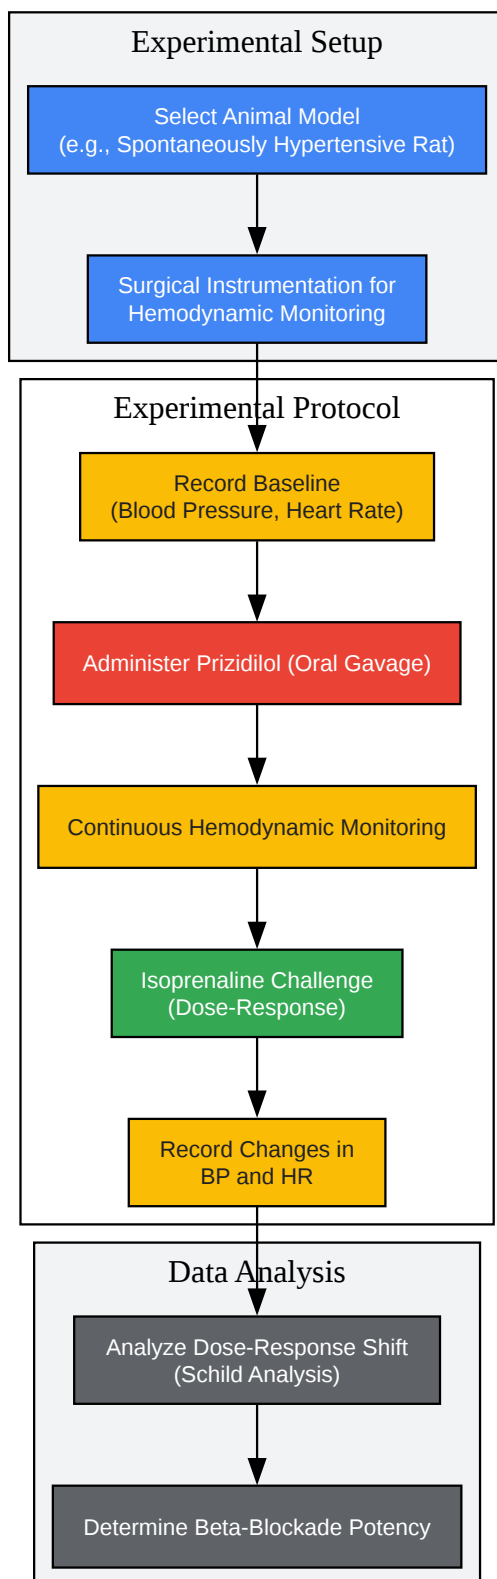 Experimental Setup
Select Animal Model
(e.g., Spontaneously Hypertensive Rat)
Surgical Instrumentation for
Hemodynamic Monitoring
Experimental Protocol
Record Baseline
(Blood Pressure, Heart Rate)
Administer Prizidilol (Oral Gavage)
Continuous Hemodynamic Monitoring
Isoprenaline Challenge
(Dose-Response)
Record Changes in
BP and HR
Data Analysis
Analyze Dose-Response Shift
(Schild Analysis)
Determine Beta-Blockade Potency